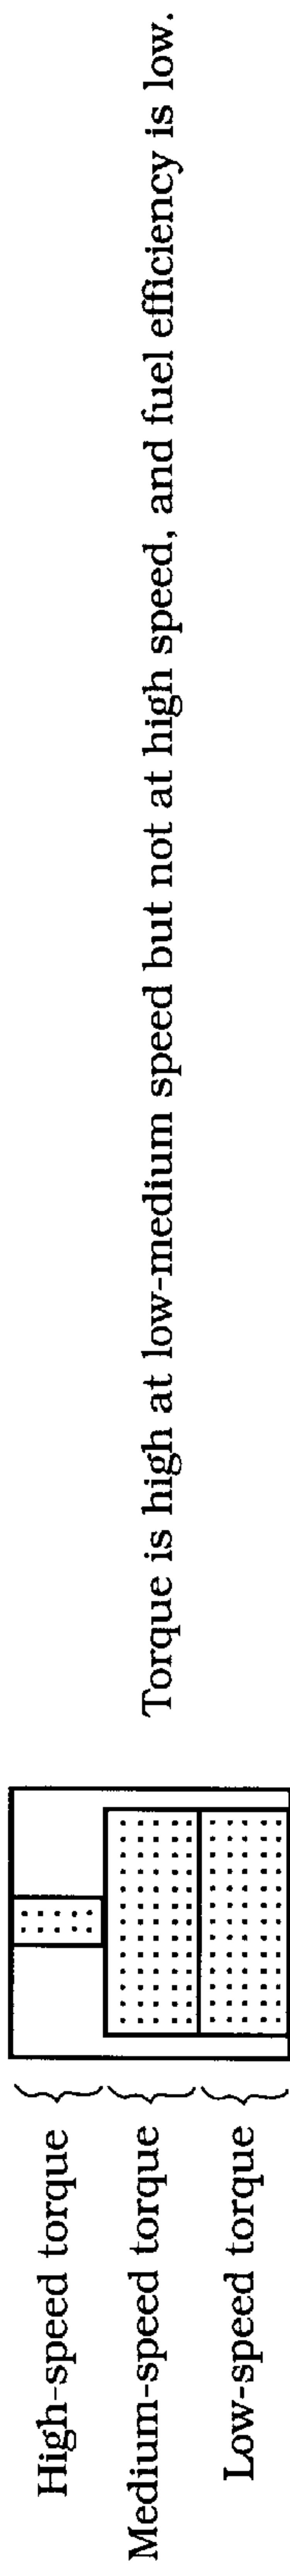 High-speed torque
Medium-speed torque
Low-speed torque
Torque is high at low-medium speed but not at high speed, and fuel efficiency is low.